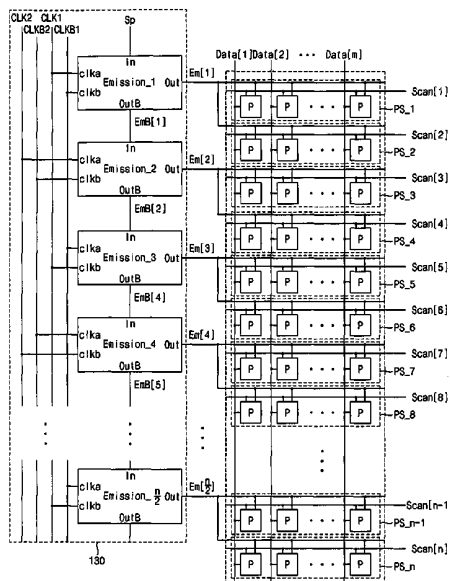 CLK2 CLK1
CLKB2 CLKB1
Sp
Data[1] Data[2] ··· Data[m]
In
clka
Emission_1 Out
clkb
OutB
Em[1]
EmB[1]
In
clka
Emission_2 Out
clkb
OutB
Em[2]
EmB[2]
In
clka
Emission_3 Out
clkb
OutB
Em[3]
EmB[4]
In
clka
Emission_4 Out
clkb
OutB
Em[4]
EmB[5]
In
clka
Emission_n/2 Out
clkb
OutB
Em[n/2]
130
Scan[1]
P P ···· P
PS_1
Scan[2]
P P ···· P
PS_2
Scan[3]
P P ···· P
PS_3
Scan[4]
P P ···· P
PS_4
Scan[5]
P P ···· P
PS_5
Scan[6]
P P ···· P
PS_6
Scan[7]
P P ···· P
PS_7
Scan[8]
P P ···· P
PS_8
Scan[n-1
P P ···· P
PS_n-1
Scan[n]
P P ···· P
PS_n